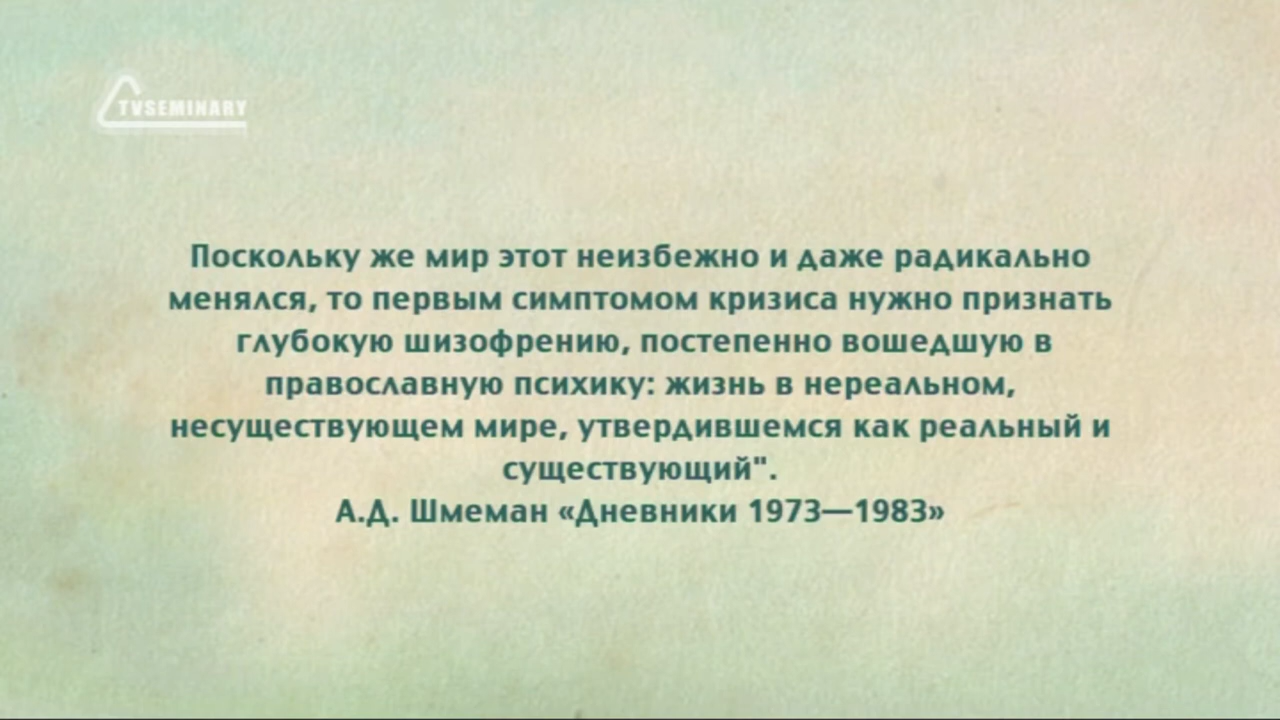 TVSEMINARY
Поскольку же мир этот неизбежно и даже радикально
менялся, то первым симптомом кризиса нужно признать
глубокую шизофрению, постепенно вошедшую в
православную психику: жизнь в нереальном,
несуществующем мире, утвердившемся как реальный и
существующий".
А.Д. Шмеман «Дневники 1973—1983»